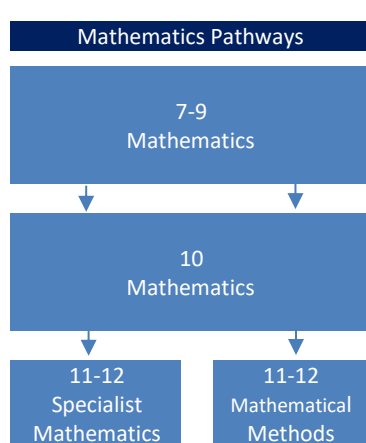 Mathematics Pathways
7-9
Mathematics
10
Mathematics
11-12
Specialist
Mathematics
11-12
Mathematical
Methods